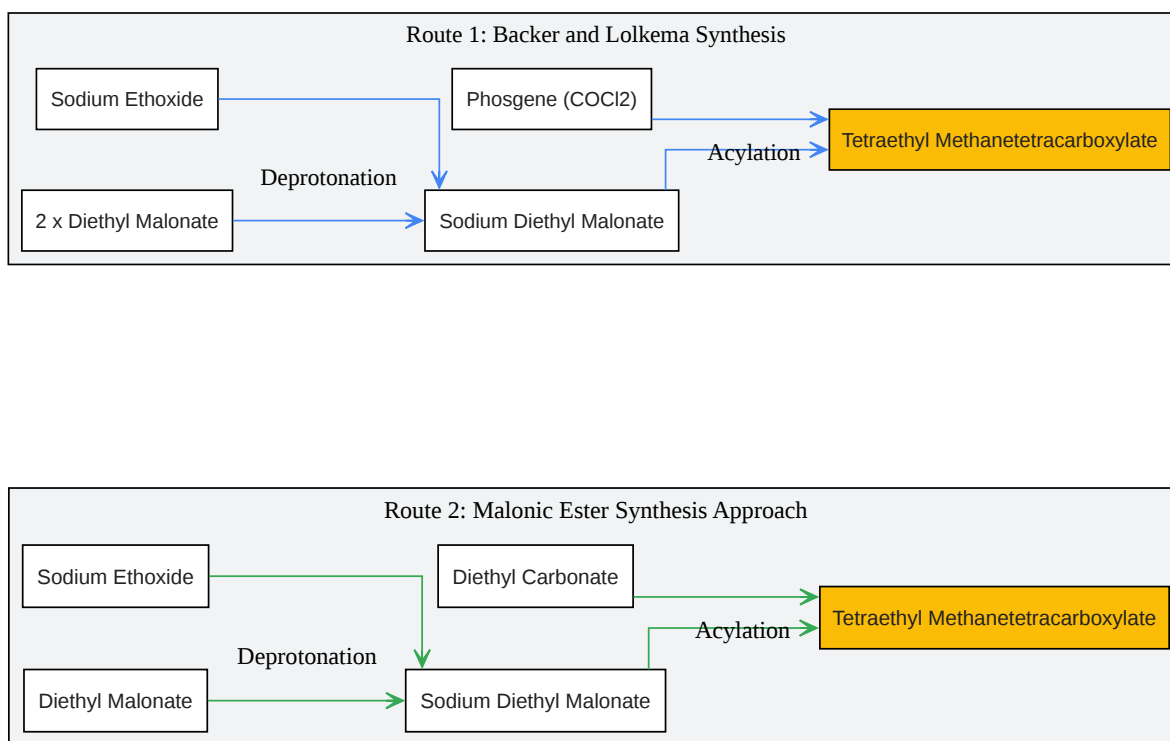 Route 1: Backer and Lolkema Synthesis
Sodium Ethoxide
Phosgene (COCl2)
Tetraethyl Methanetetracarboxylate
Acylation
Deprotonation
2 x Diethyl Malonate
Sodium Diethyl Malonate
Route 2: Malonic Ester Synthesis Approach
Sodium Ethoxide
Diethyl Carbonate
Tetraethyl Methanetetracarboxylate
Acylation
Deprotonation
Diethyl Malonate
Sodium Diethyl Malonate